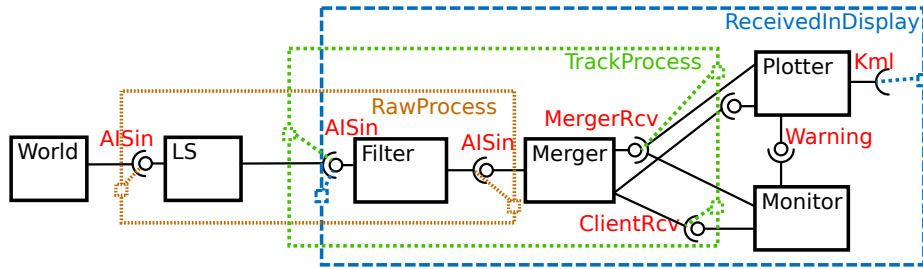 ReceivedInDisplay
TrackProcess
Kml
Plotter
RawProcess
MergerRcv
AISin
AISin
AISin
Warning
World
LS
Filter
Merger
Monitor
ClientRcv